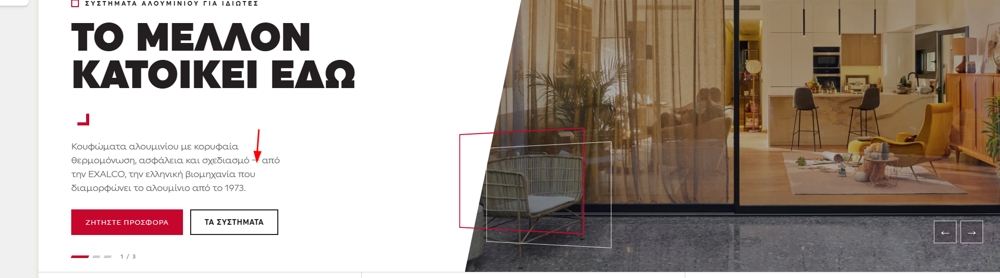 ΣΥΣΤΗΜΑΤΑ ΑΛΟΥΜΙΝΙΟΥ ΓΙΑ ΙΔΙΩΤΕΣ
ΤΟ ΜΕΛΛΟΝ
ΚΑΤΟΙΚΕΙ ΕΔΩ
Κουφώματα αλουμινίου με κορυφαία
θερμομόνωση, ασφάλεια και σχεδιασμό — από
την EXALCO, την ελληνική βιομηχανία που
διαμορφώνει το αλουμίνιο από το 1973.
ΖΗΤΗΣΤΕ ΠΡΟΣΦΟΡΑ
ΤΑ ΣΥΣΤΗΜΑΤΑ
1 / 3
← →